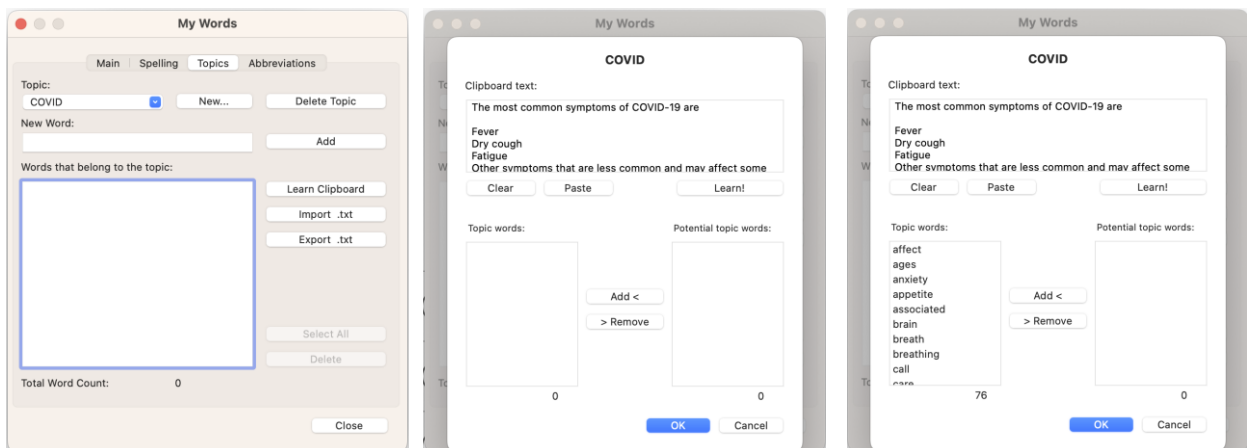 My Words
Main Spelling Topics Abbreviations
Topic:
COVID New... Delete Topic
New Word:
Add
Words that belong to the topic:
Learn Clipboard
Import .txt
Export .txt
Select All
Delete
Total Word Count: 0
Close
My Words
COVID
Clipboard text:
The most common symptoms of COVID-19 are
Fever
Dry cough
Fatigue
Other symptoms that are less common and may affect some
Clear Paste Learn!
Topic words: Potential topic words:
Add <
> Remove
0 0
OK Cancel
My Words
COVID
Clipboard text:
The most common symptoms of COVID-19 are
Fever
Dry cough
Fatigue
Other symptoms that are less common and may affect some
Clear Paste Learn!
Topic words: Potential topic words:
affect
ages
anxiety
appetite
associated
Add <
brain
> Remove
breath
breathing
call
care
76 0
OK Cancel